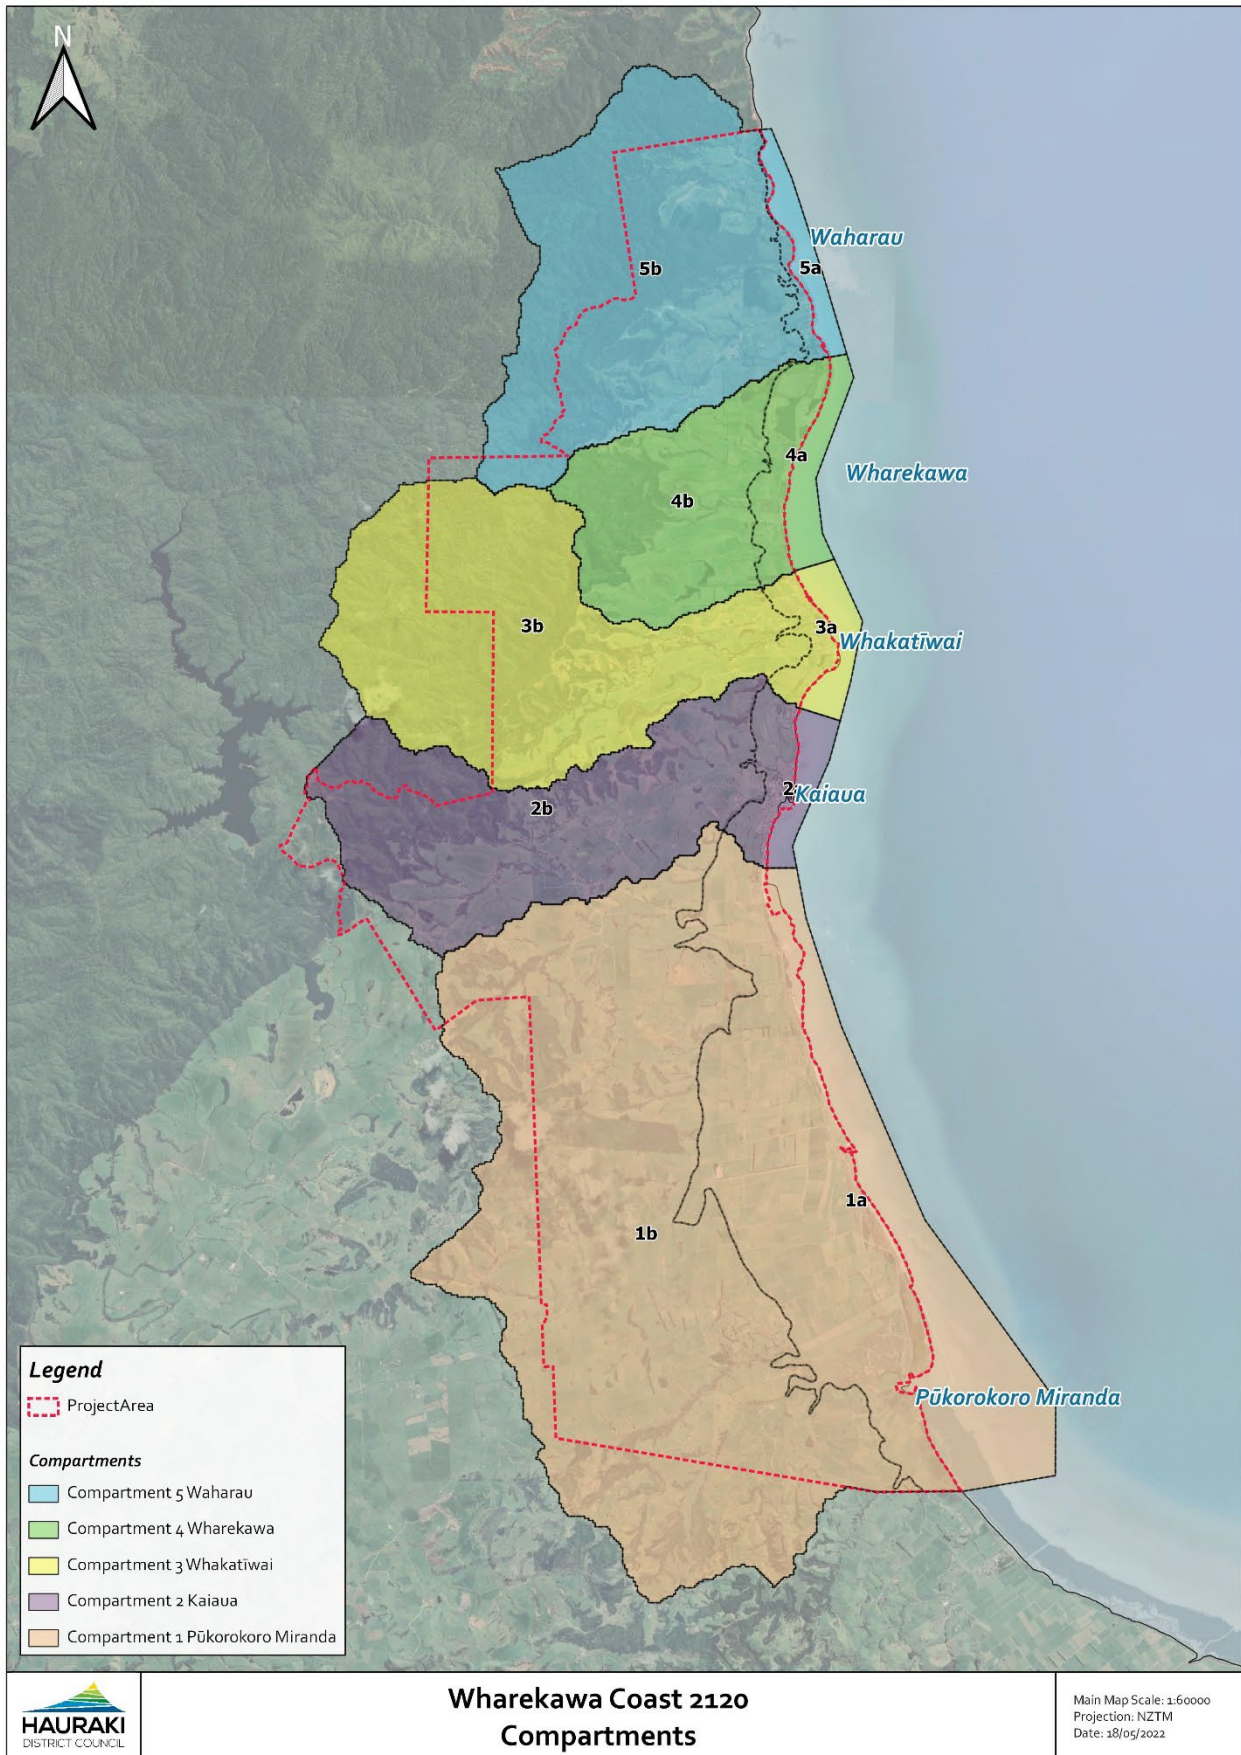 N
Waharau
5a
5b
4a
Wharekawa
4b
3b
3a
Whakatīwai
2
Kaiaua
2b
1a
1b
Pūkorokoro Miranda
Legend
ProjectArea
Compartments
Compartment 5 Waharau
Compartment 4 Wharekawa
Compartment 3 Whakatīwai
Compartment 2 Kaiaua
Compartment 1 Pūkorokoro Miranda
HAURAKI
DISTRICT COUNCIL
Wharekawa Coast 2120
Compartments
Main Map Scale: 1:60000
Projection: NZTM
Date: 18/05/2022